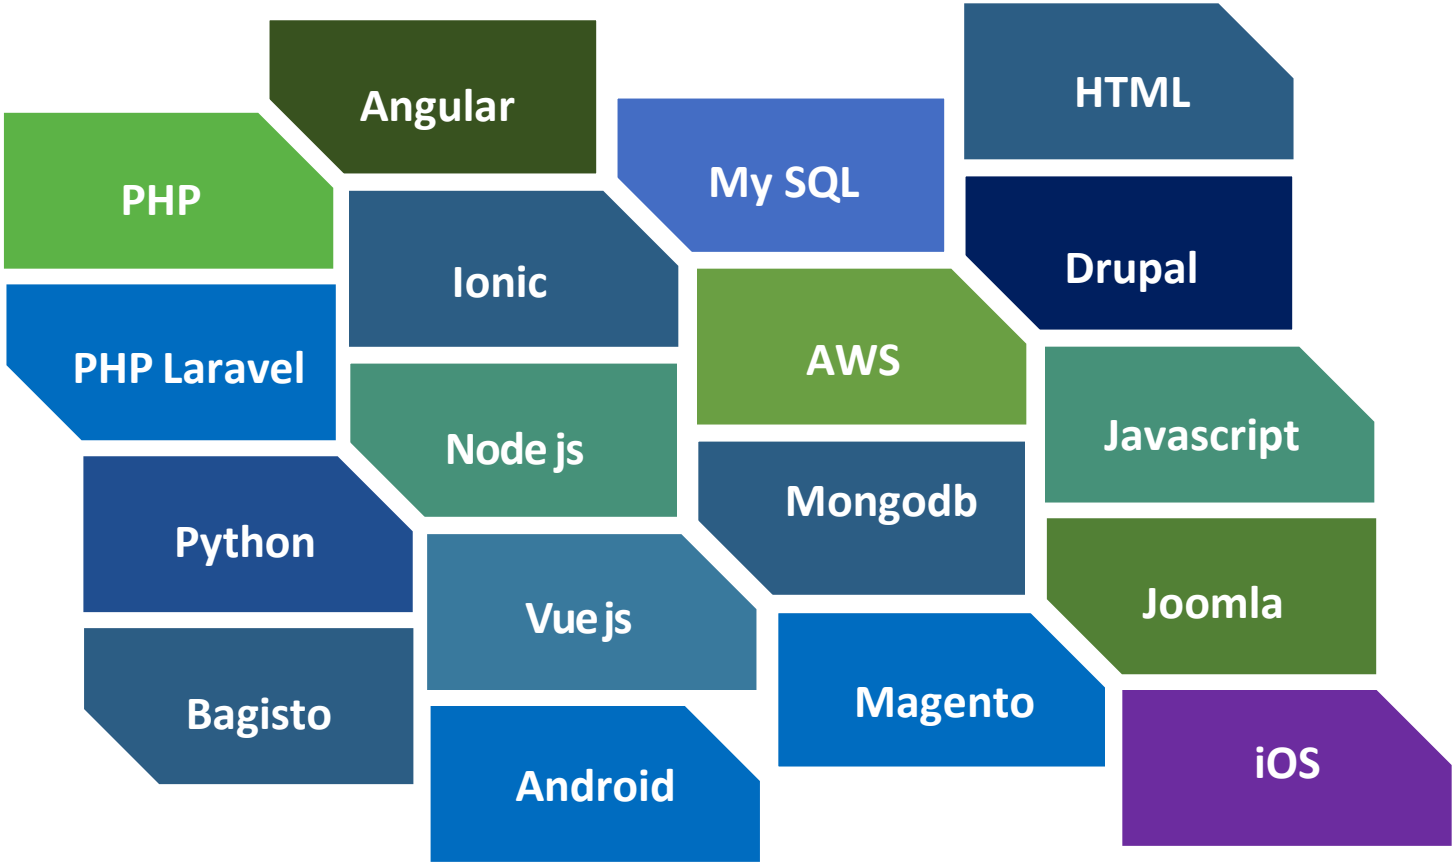 Angular
HTML
PHP
My SQL
Ionic
Drupal
PHP Laravel
AWS
Node js
Javascript
Mongodb
Python
Vue js
Joomla
Bagisto
Magento
Android
iOS